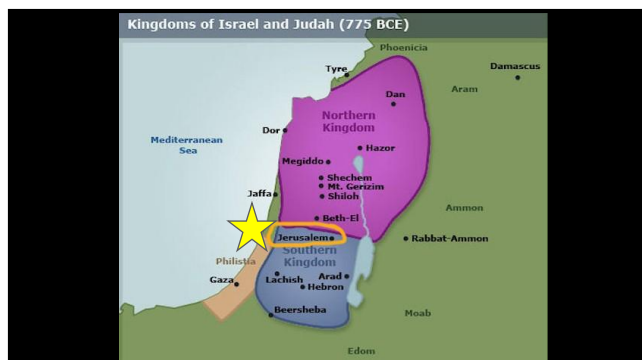 Kingdoms of Israel and Judah (775 BCE)
Phoenicia
Tyre
Damascus
Aram
Dan
Northern
Kingdom
Mediterranean
Sea
Dor
Hazor
Megiddo
Shechem
Mt. Gerizim
Shiloh
Jaffa
Ammon
Beth-El
Jerusalem
Rabbat-Ammon
Southern
Kingdom
Philistia
Gaza
Lachish
Arad
Hebron
Beersheba
Moab
Edom